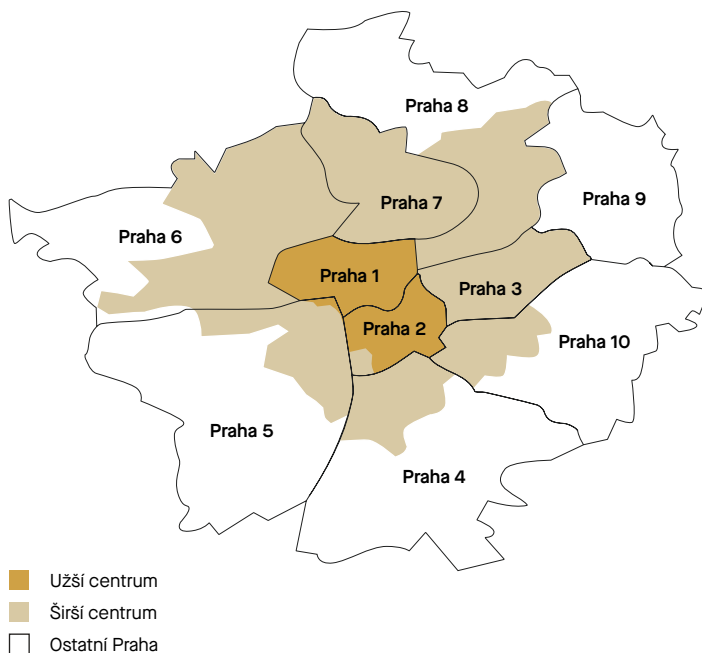 Praha 8
Praha 9
Praha 7
Praha 6
Praha 1
Praha 3
Praha 2
Praha 10
Praha 5
Praha 4
Užší centrum
Širší centrum
Ostatní Praha